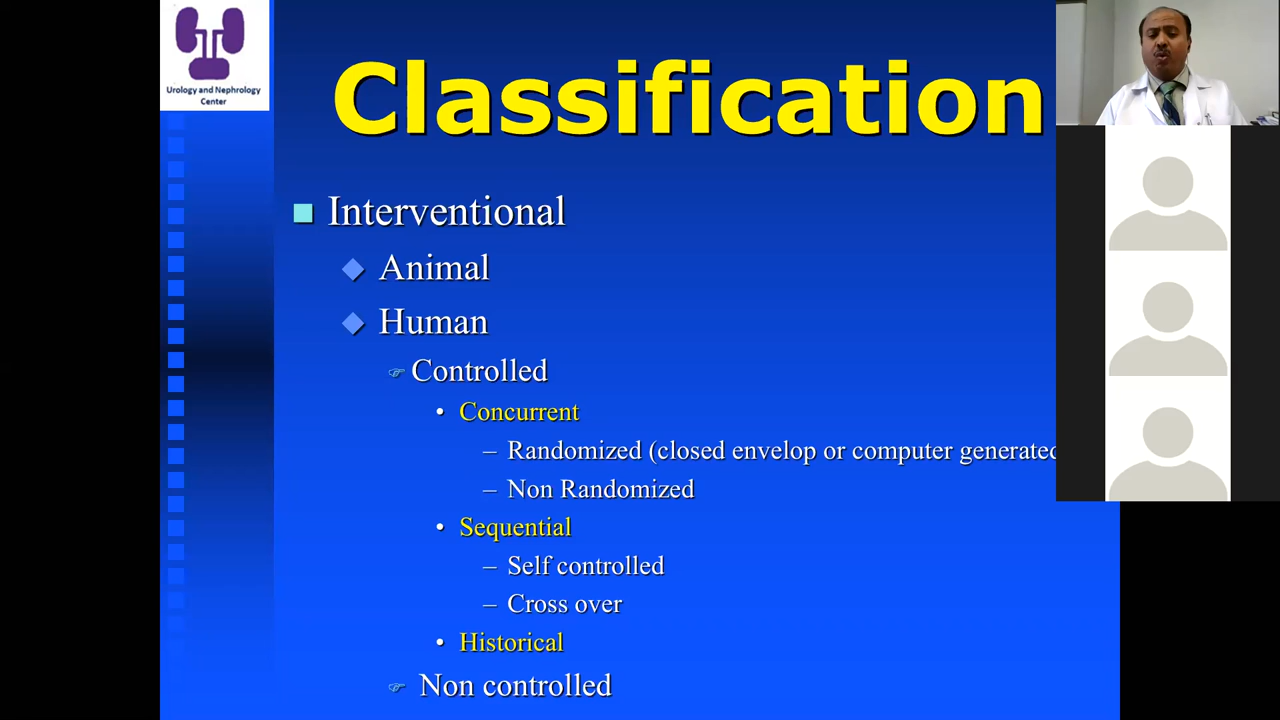 Urology and Nephrology
Center
Classification
Interventional
Animal
Human
Controlled
• Concurrent
– Randomized (closed envelop or computer generated
– Non Randomized
• Sequential
– Self controlled
– Cross over
• Historical
Non controlled